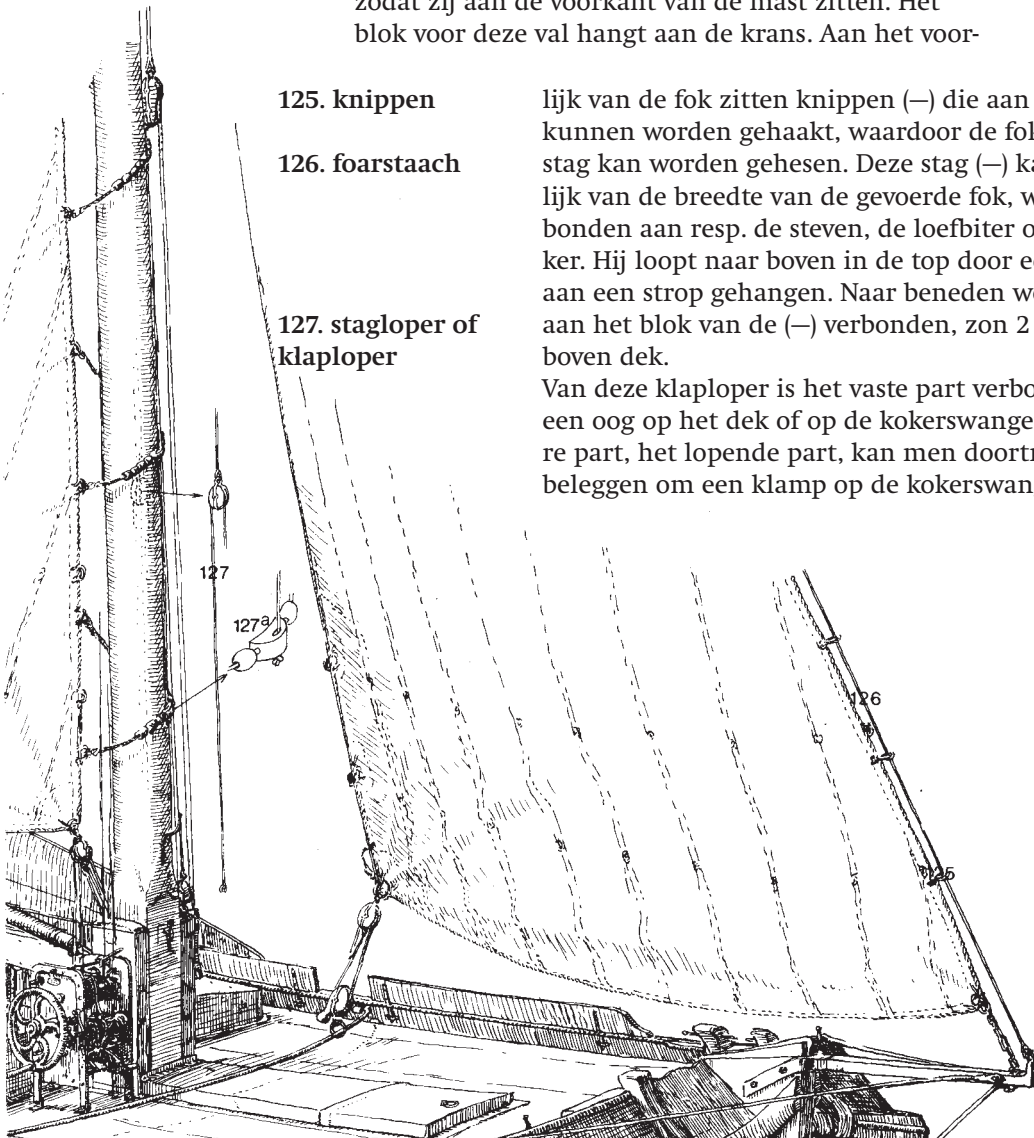 zodat zij aan de voorkant van de mast zitten. Het
blok voor deze val hangt aan de krans. Aan het voor-
125. knippen
lijk van de fok zitten knippen (—) die aan
kunnen worden gehaakt, waardoor de fok
126. foarstaach
stag kan worden gehesen. Deze stag (—) ka
lijk van de breedte van de gevoerde fok, w
bonden aan resp. de steven, de loefbiter o
ker. Hij loopt naar boven in de top door e
aan een strop gehangen. Naar beneden w
127. stagloper of
klaploper
aan het blok van de (—) verbonden, zon 2
boven dek.
Van deze klaploper is het vaste part verbo
een oog op het dek of op de kokerswange
re part, het lopende part, kan men doortr
beleggen om een klamp op de kokerswan
127
127a
126
125